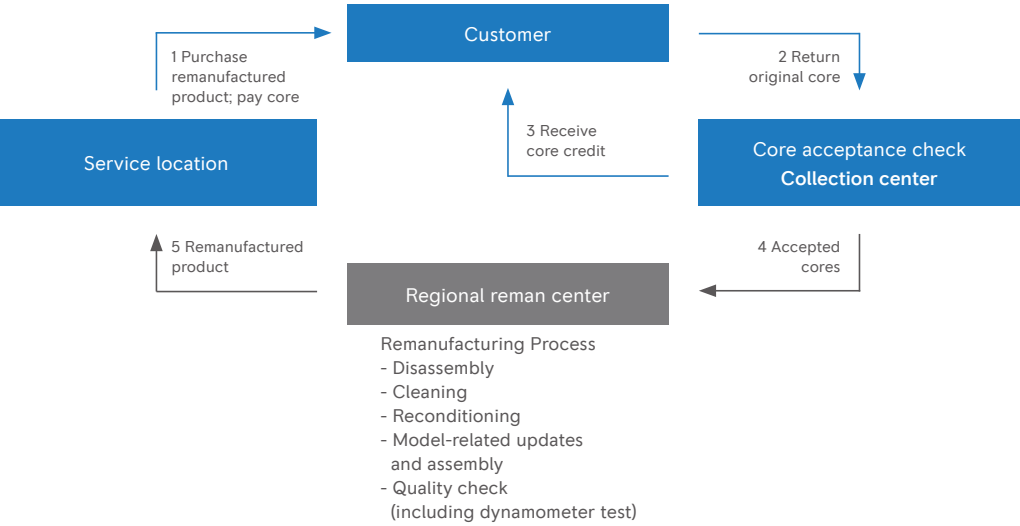 Customer
1 Purchase
remanufactured
product; pay core
2 Return
original core
3 Receive
core credit
Service location
Core acceptance check
Collection center
5 Remanufactured
product
4 Accepted
cores
Regional reman center
Remanufacturing Process
- Disassembly
- Cleaning
- Reconditioning
- Model-related updates
and assembly
- Quality check
(including dynamometer test)